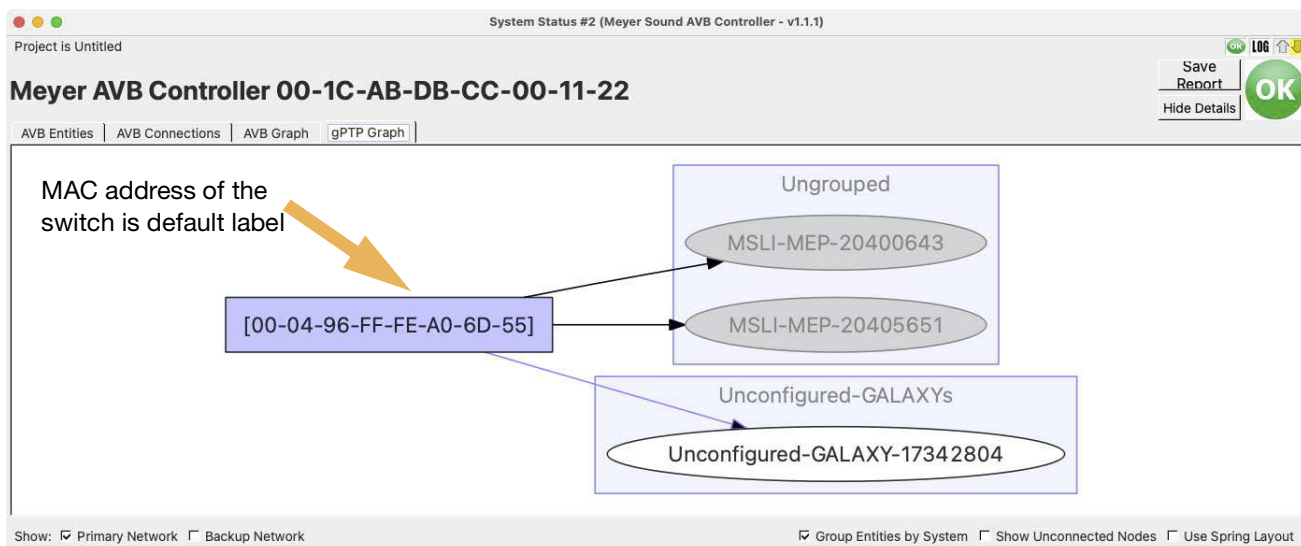 System Status #2 (Meyer Sound AVB Controller - v1.1.1)
Project is Untitled
OK LOG
Meyer AVB Controller 00-1C-AB-DB-CC-00-11-22
Save
Report
OK
Hide Details
AVB Entities AVB Connections AVB Graph gPTP Graph
MAC address of the
switch is default label
Ungrouped
MSLI-MEP-20400643
[00-04-96-FF-FE-A0-6D-55]
MSLI-MEP-20405651
Unconfigured-GALAXYs
Unconfigured-GALAXY-17342804
Show: Primary Network Backup Network Group Entities by System Show Unconnected Nodes Use Spring Layout